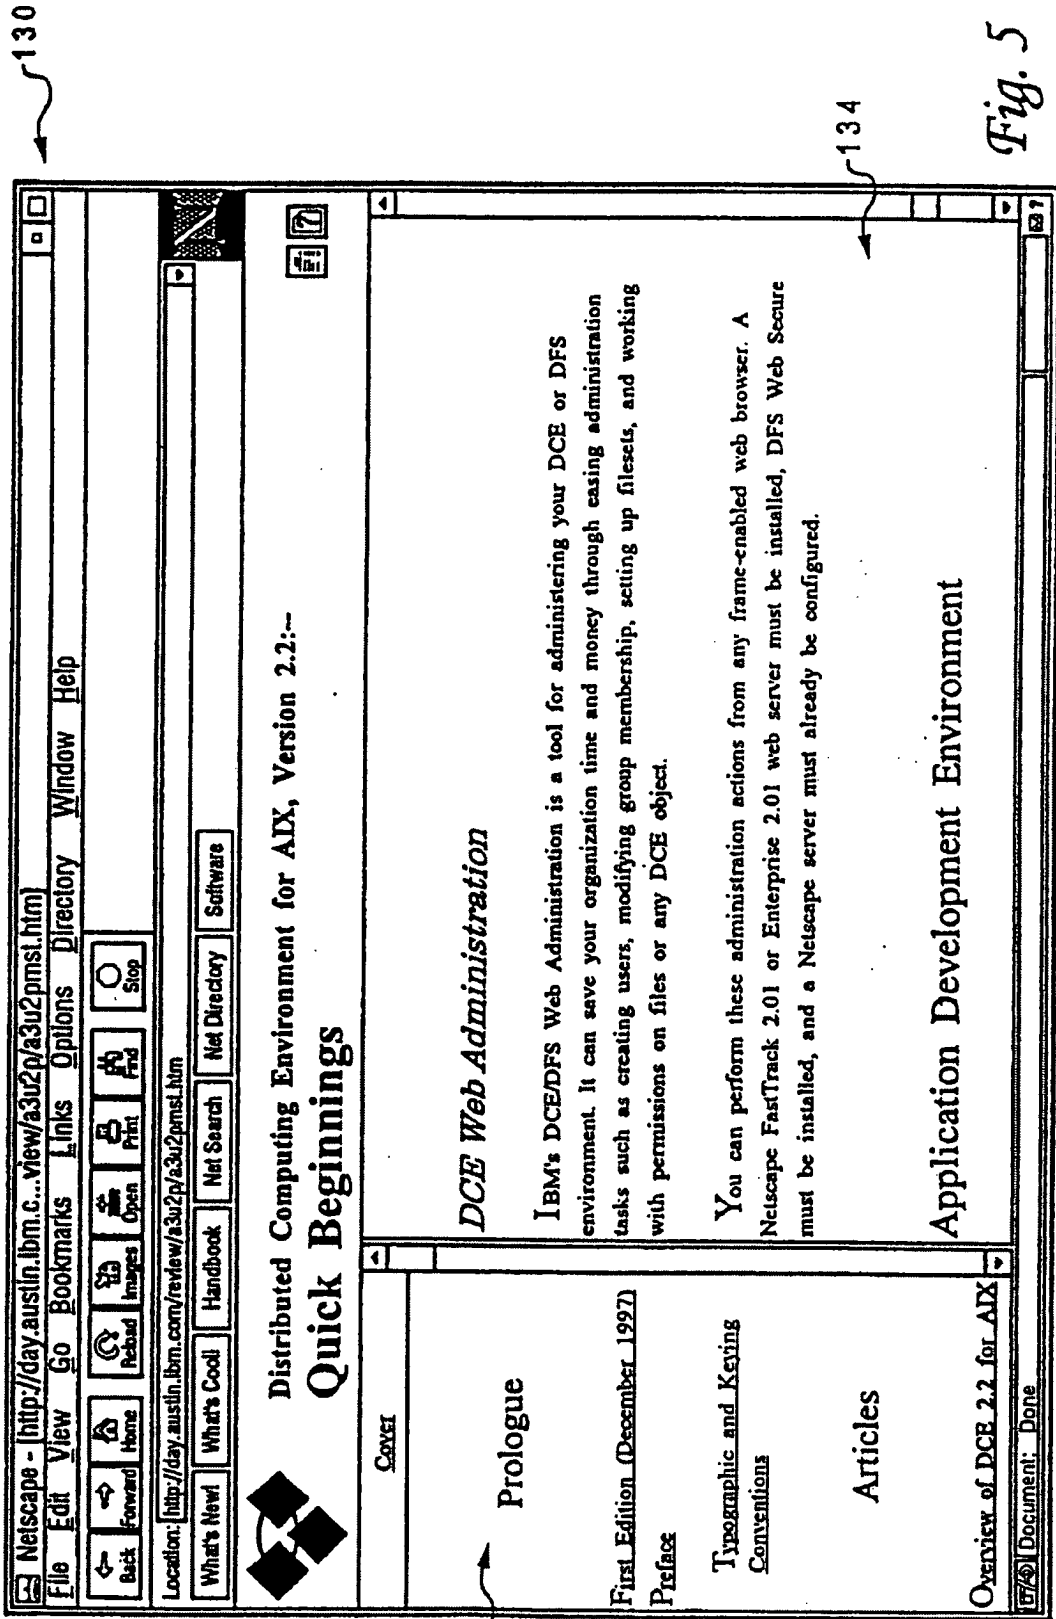 130
Netscape - [http://day.austin.ibm.c...view/a3u2p/a3u2pmst.htm]
File Edit View Go Bookmarks Links Options Directory Window Help
Back Forward Home Reload Images Open Print Find Stop
Location: http://day.austin.ibm.com/review/a3u2p/a3u2pmst.htm
What's New! What's Cool! Handbook Net Search Net Directory Software
N
Distributed Computing Environment for AIX, Version 2.2:--
Quick Beginnings
?
Cover
Prologue
First Edition (December 1997)
Preface
Typographic and Keying
Conventions
Articles
Overview of DCE 2.2 for AIX
DCE Web Administration
IBM's DCE/DFS Web Administration is a tool for administering your DCE or DFS
environment. It can save your organization time and money through easing administration
tasks such as creating users, modifying group membership, setting up filesets, and working
with permissions on files or any DCE object.
You can perform these administration actions from any frame-enabled web browser. A
Netscape FastTrack 2.01 or Enterprise 2.01 web server must be installed, DFS Web Secure
must be installed, and a Netscape server must already be configured.
Application Development Environment
134
Document: Done
?
Fig. 5